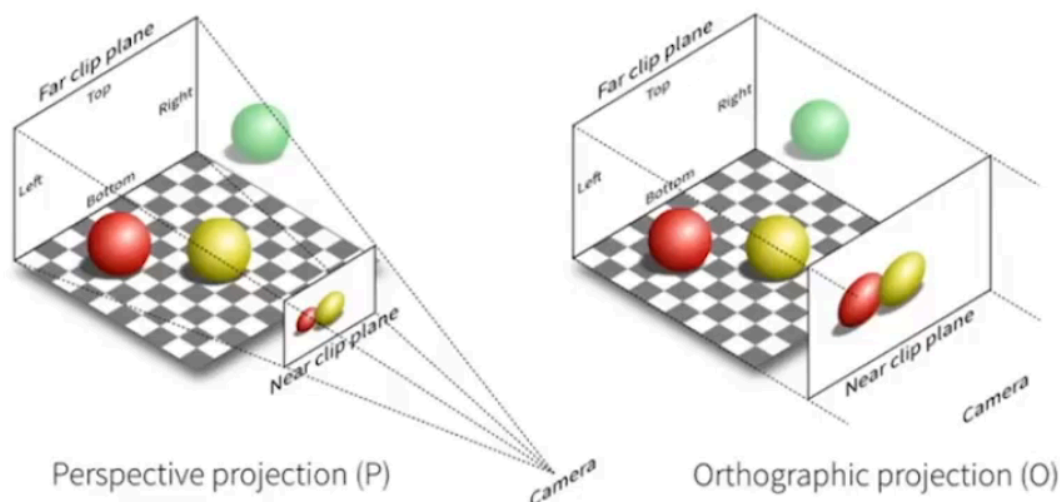 Far clip plane
Top
Right
Left
Bottom
Near clip plane
Camera
Perspective projection (P)
Far clip plane
Top
Right
Left
Bottom
Near clip plane
Camera
Orthographic projection (O)